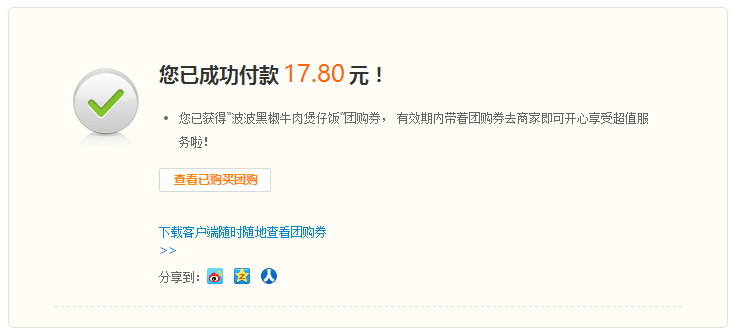 您已成功付款 17.80 元！
您已获得“波波黑椒牛肉煲仔饭”团购券， 有效期内带着团购券去商家即可开心享受超值服
务啦！
查看已购买团购
下载客户端随时随地查看团购券
>>
分享到：